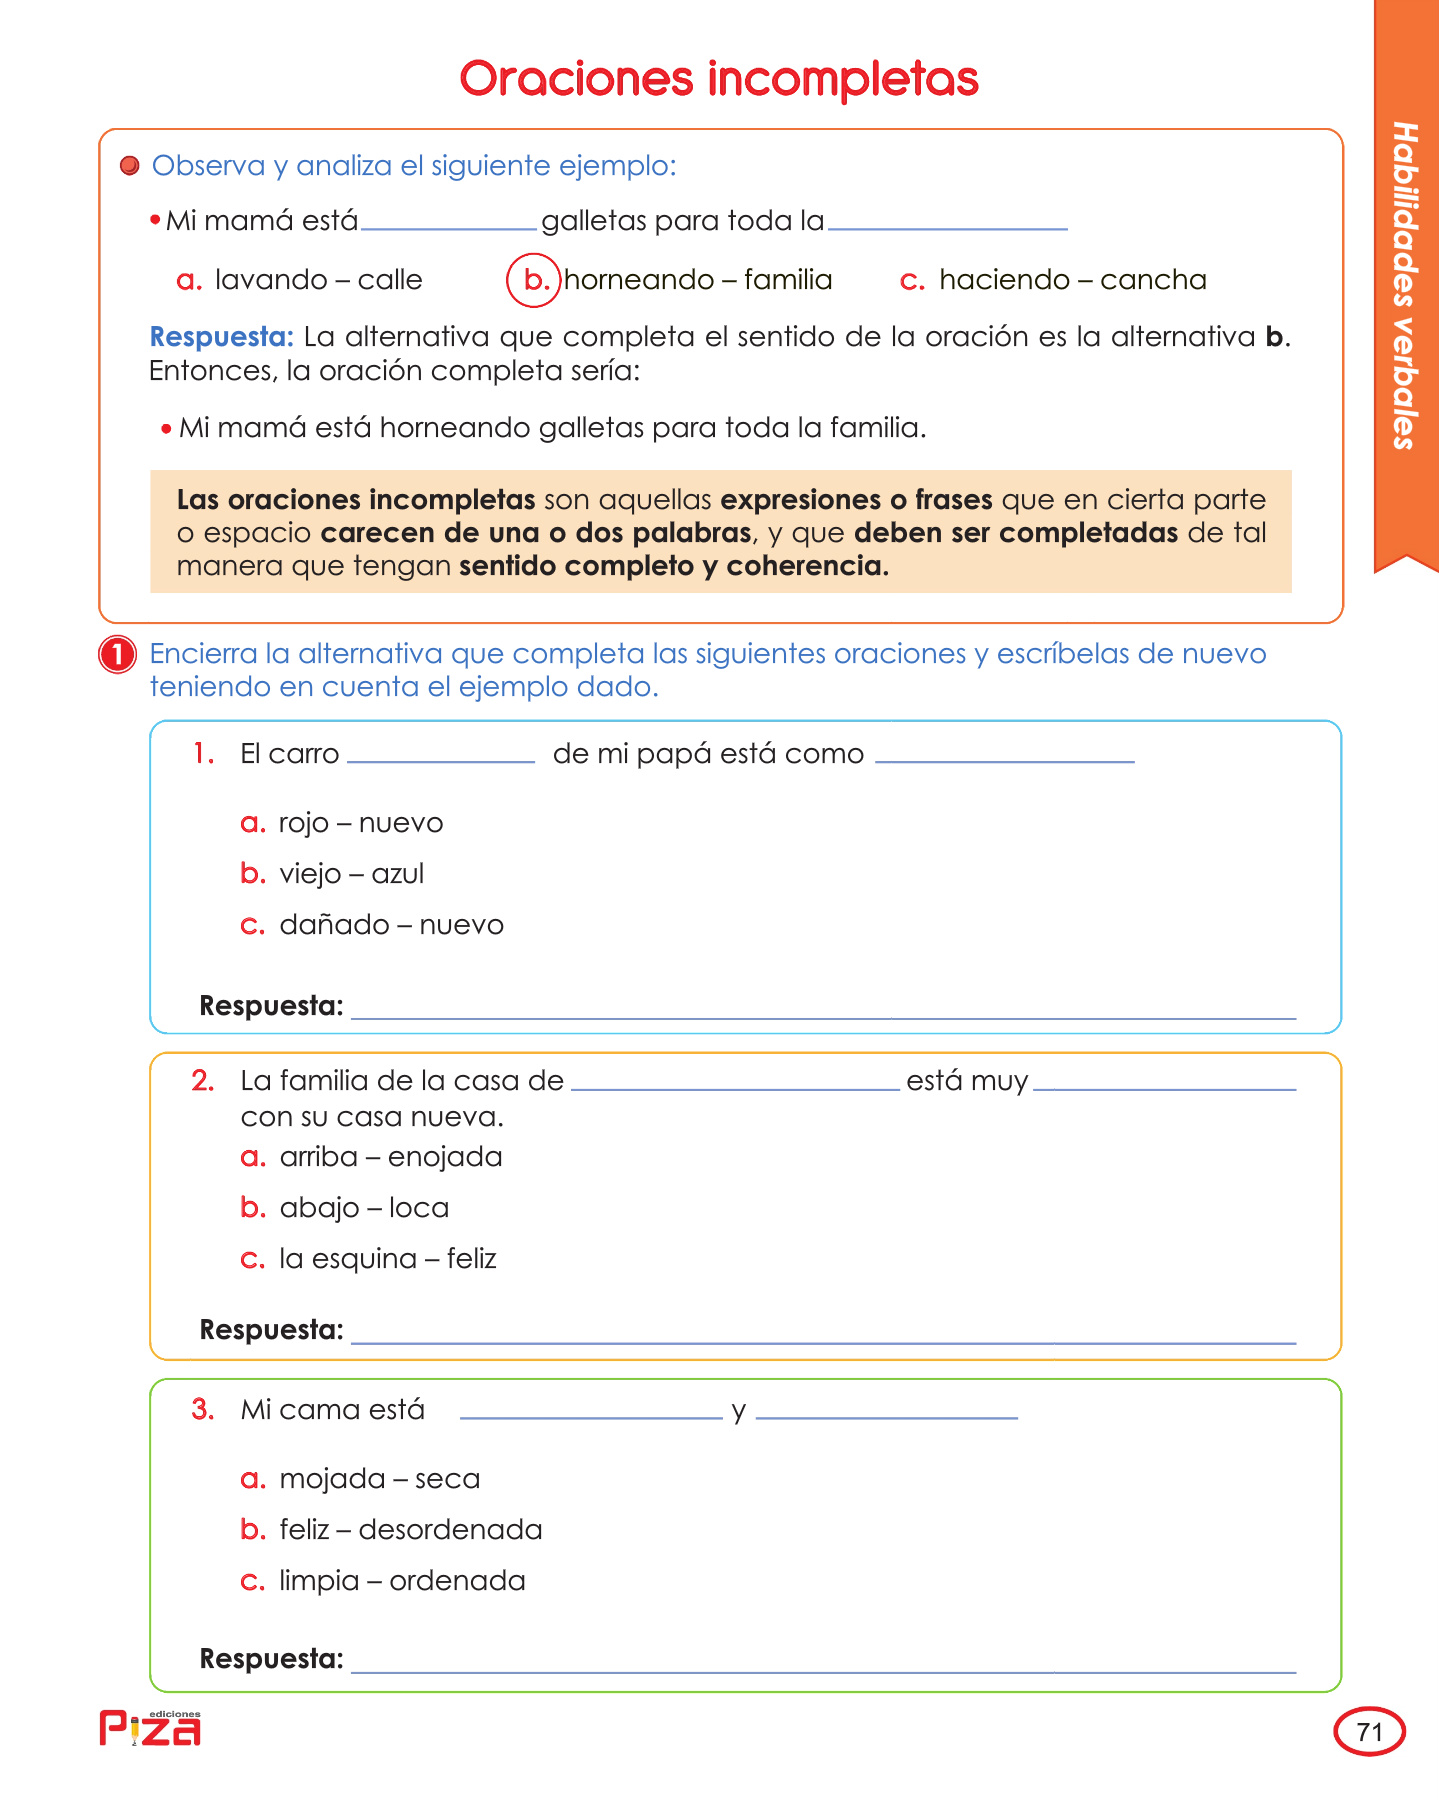 Oraciones incompletas
Habilidades verbales
Observa y analiza el siguiente ejemplo:
• Mi mamá está__________galletas para toda la__________
a. lavando – calle b. horneando – familia c. haciendo – cancha
Respuesta: La alternativa que completa el sentido de la oración es la alternativa b.
Entonces, la oración completa sería:
• Mi mamá está horneando galletas para toda la familia.
Las oraciones incompletas son aquellas expresiones o frases que en cierta parte
o espacio carecen de una o dos palabras, y que deben ser completadas de tal
manera que tengan sentido completo y coherencia.
1 Encierra la alternativa que completa las siguientes oraciones y escríbelas de nuevo
teniendo en cuenta el ejemplo dado.
1. El carro __________ de mi papá está como __________
a. rojo – nuevo
b. viejo – azul
c. dañado – nuevo
Respuesta: __________
2. La familia de la casa de __________ está muy __________
con su casa nueva.
a. arriba – enojada
b. abajo – loca
c. la esquina – feliz
Respuesta: __________
3. Mi cama está __________ y __________
a. mojada – seca
b. feliz – desordenada
c. limpia – ordenada
Respuesta: __________
ediciones
Piza
71